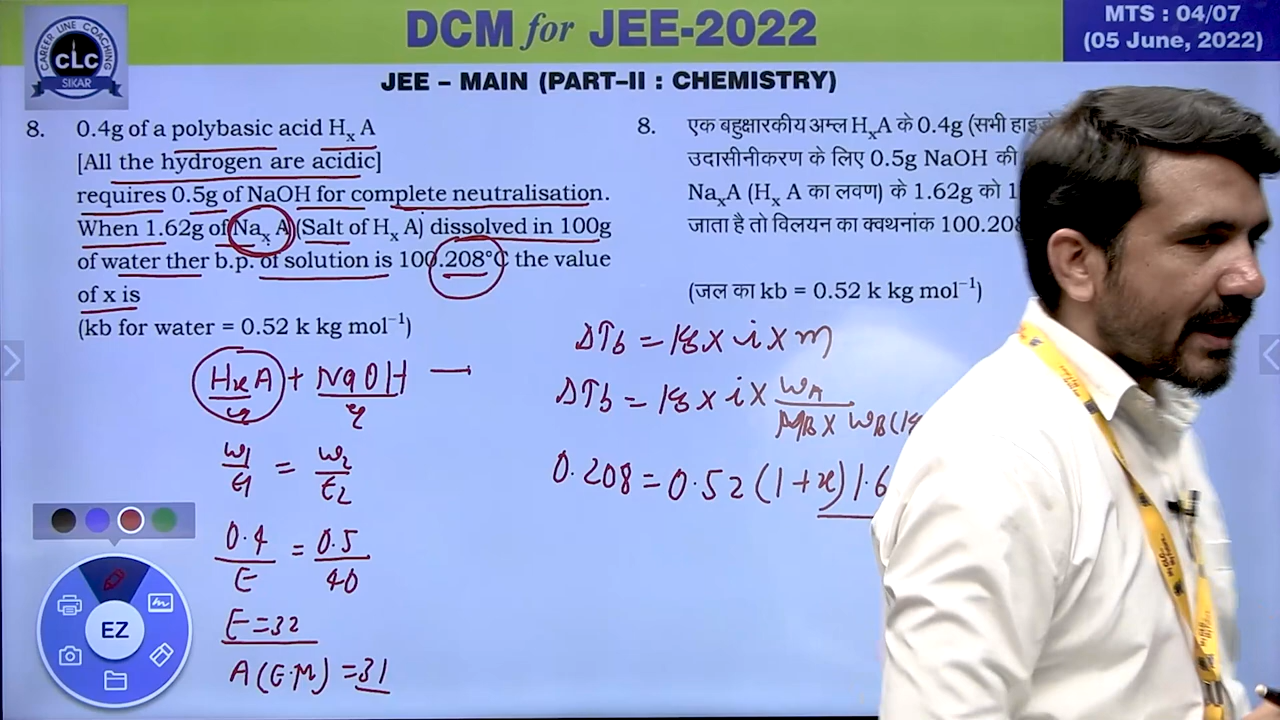 CAREER LINE COACHING
CLC
SIKAR
DCM for JEE-2022
MTS : 04/07
(05 June, 2022)
JEE – MAIN (PART–II : CHEMISTRY)
8. 0.4g of a polybasic acid HₓA
[All the hydrogen are acidic]
requires 0.5g of NaOH for complete neutralisation.
When 1.62g of NaₓA (Salt of HₓA) dissolved in 100g
of water ther b.p. of solution is 100.208°C the value
of x is
(kb for water = 0.52 k kg mol⁻¹)
8. एक बहुक्षारकीय अम्ल HₓA के 0.4g (सभी
उदासीनीकरण के लिए 0.5g NaOH की
NaₓA (HₓA का लवण) के 1.62g को 1
जाता है तो विलयन का क्वथनांक 100.208
(जल का kb = 0.52 k kg mol⁻¹)
HxA + NaOH —
w1/E1 = w2/E2
0.4/E = 0.5/40
E=32
A(E.M) =31
ΔTb = Kb × i × m
ΔTb = Kb × i × WA/MB × WB(
0.208 = 0.52 (1+x) 1.6
EZ